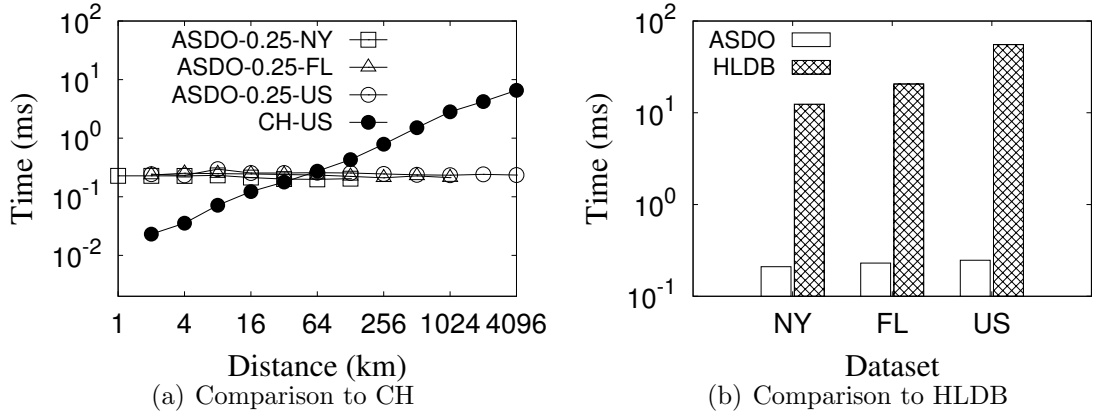 10^2
10^1
10^0
10^-1
10^-2
Time (ms)
ASDO-0.25-NY
ASDO-0.25-FL
ASDO-0.25-US
CH-US
1 4 16 64 256 1024 4096
Distance (km)
(a) Comparison to CH
10^2
10^1
10^0
10^-1
Time (ms)
ASDO
HLDB
NY FL US
Dataset
(b) Comparison to HLDB